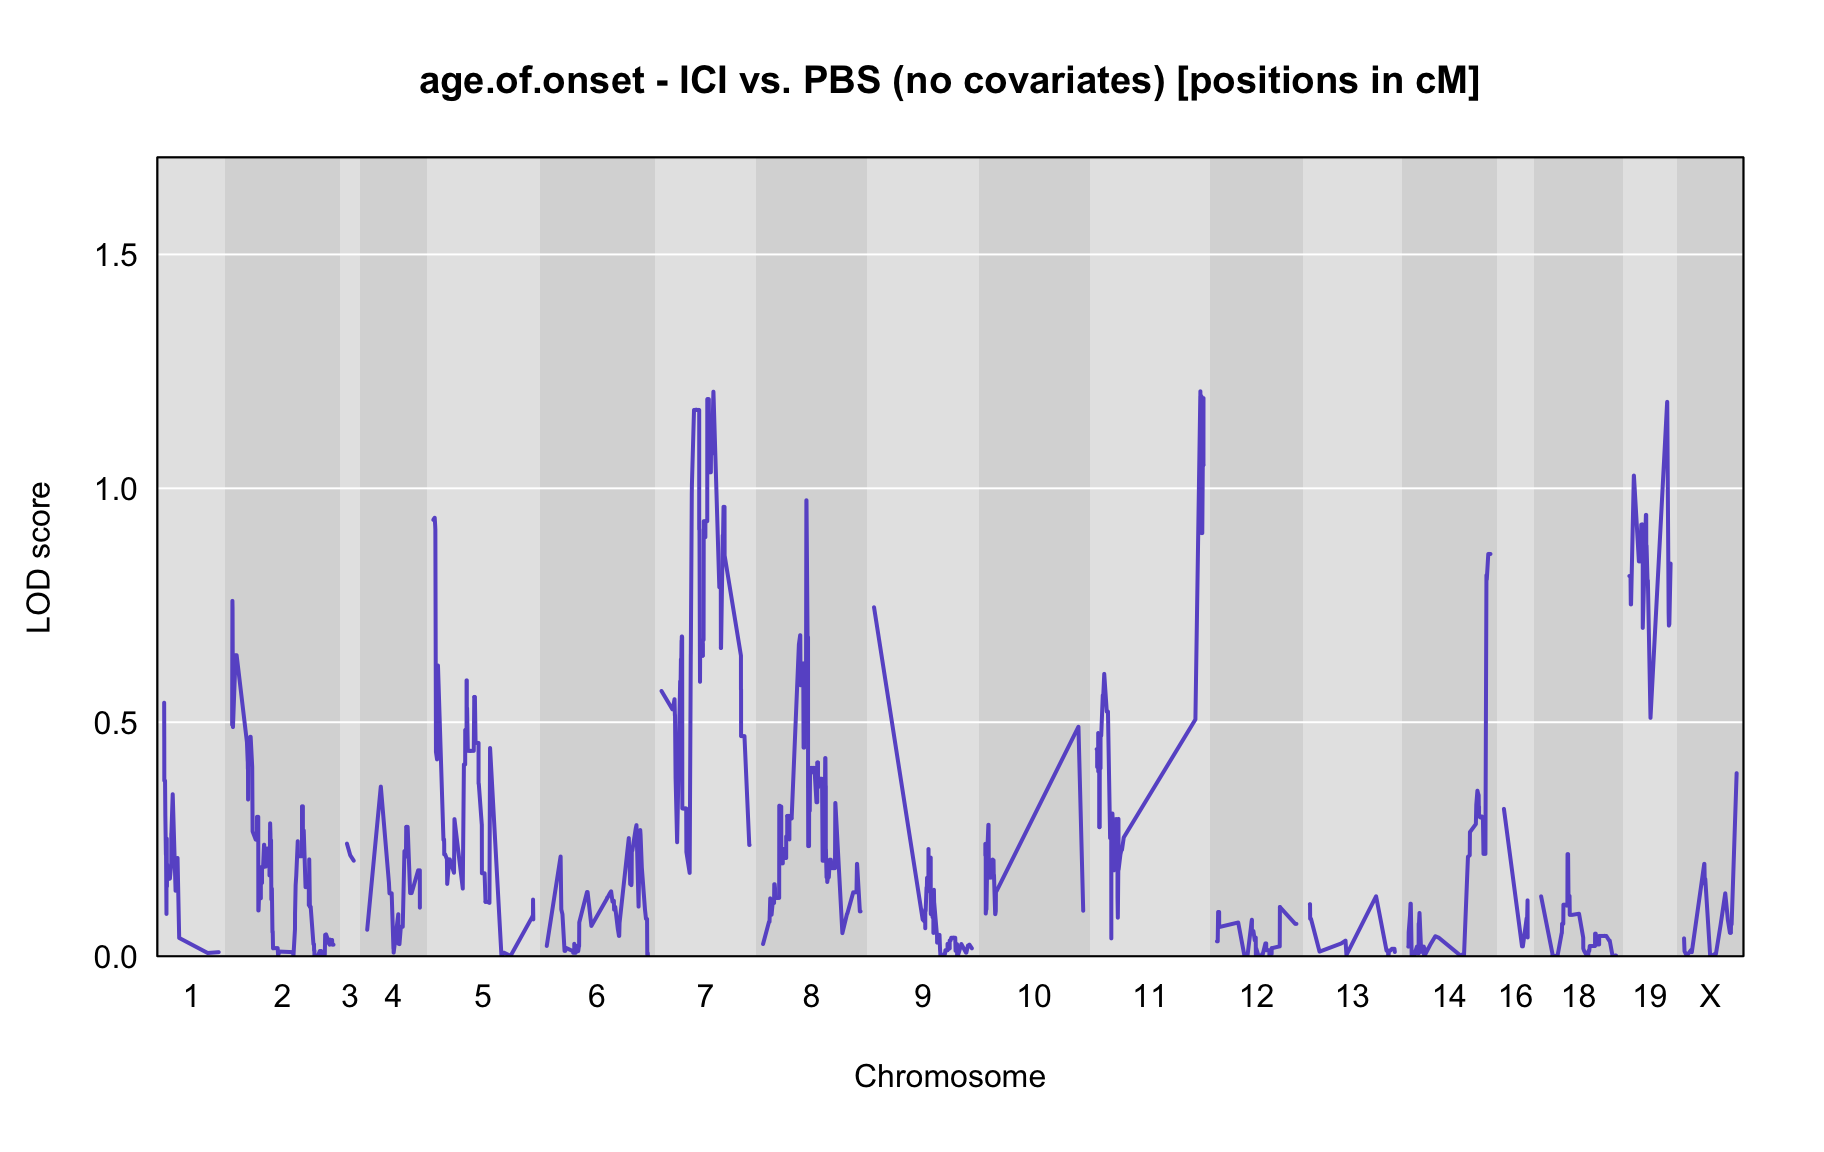 age.of.onset - ICI vs. PBS (no covariates) [positions in cM]
1.5
1.0
0.5
0.0
LOD score
1 2 3 4 5 6 7 8 9 10 11 12 13 14 16 18 19 X
Chromosome